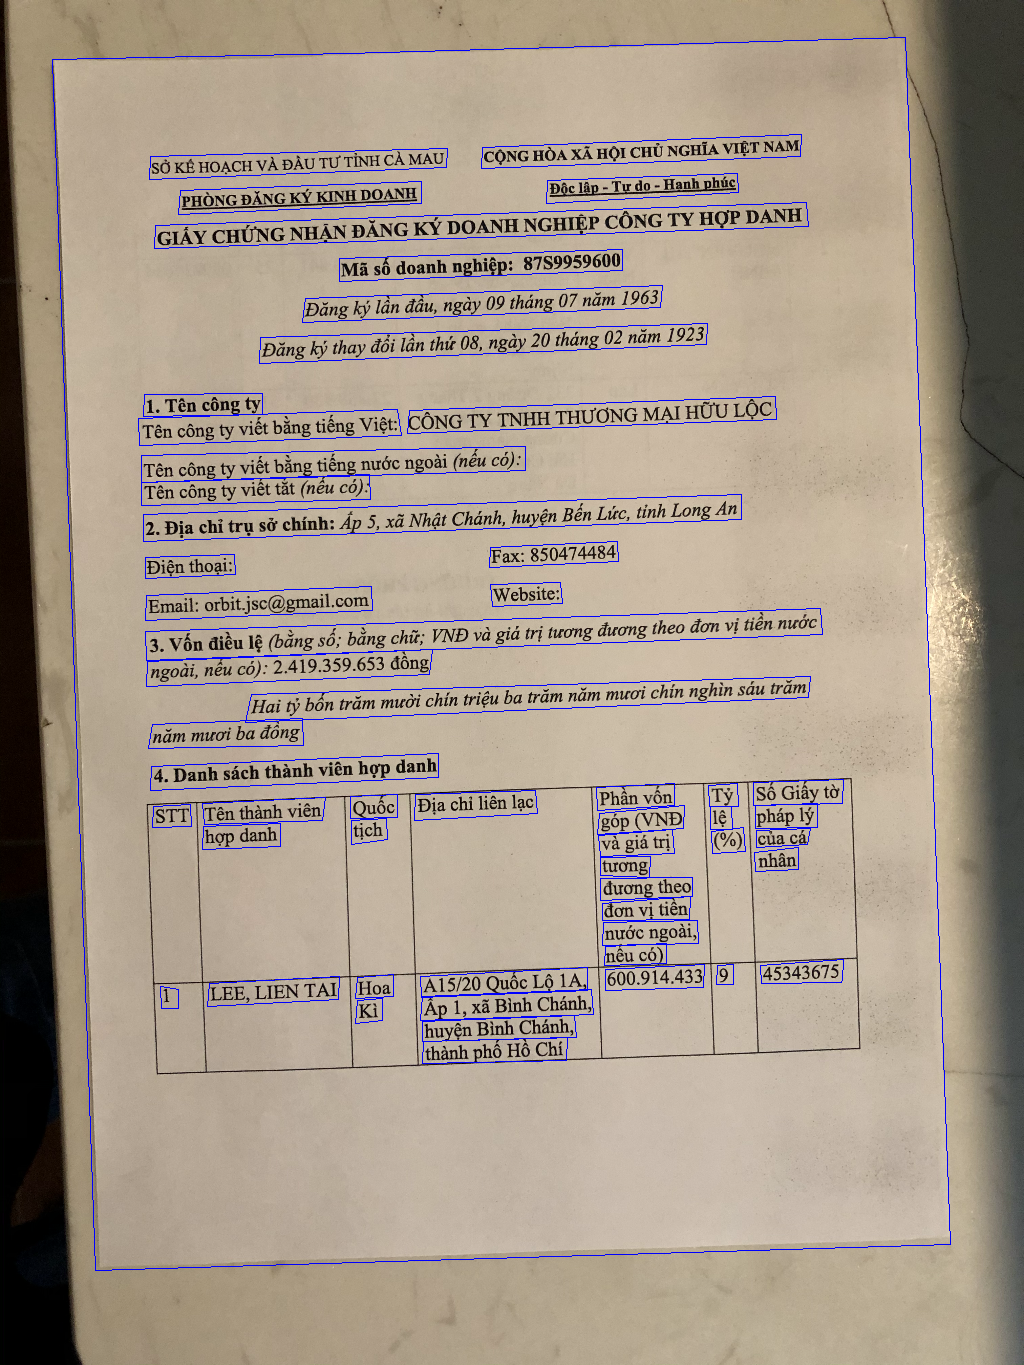 SỞ KẾ HOẠCH VÀ ĐẦU TƯ TỈNH CÀ MAU
CỘNG HÒA XÃ HỘI CHỦ NGHĨA VIỆT NAM
PHÒNG ĐĂNG KÝ KINH DOANH
Độc lập - Tự do - Hạnh phúc
GIẤY CHỨNG NHẬN ĐĂNG KÝ DOANH NGHIỆP CÔNG TY HỢP DANH
Mã số doanh nghiệp: 87S9959600
Đăng ký lần đầu, ngày 09 tháng 07 năm 1963
Đăng ký thay đổi lần thứ 08, ngày 20 tháng 02 năm 1923
1. Tên công ty
Tên công ty viết bằng tiếng Việt: CÔNG TY TNHH THƯƠNG MẠI HỮU LỘC
Tên công ty viết bằng tiếng nước ngoài (nếu có):
Tên công ty viết tắt (nếu có):
2. Địa chỉ trụ sở chính: Ấp 5, xã Nhật Chánh, huyện Bến Lức, tỉnh Long An
Điện thoại:
Fax: 850474484
Email: orbit.jsc@gmail.com
Website:
3. Vốn điều lệ (bằng số; bằng chữ; VNĐ và giá trị tương đương theo đơn vị tiền nước
ngoài, nếu có): 2.419.359.653 đồng
Hai tỷ bốn trăm mười chín triệu ba trăm năm mươi chín nghìn sáu trăm
năm mươi ba đồng
4. Danh sách thành viên hợp danh
STT
Tên thành viên
hợp danh
Quốc
tịch
Địa chỉ liên lạc
Phần vốn
góp (VNĐ
và giá trị
tương
đương theo
đơn vị tiền
nước ngoài,
nếu có)
Tỷ
lệ
(%)
Số Giấy tờ
pháp lý
của cá
nhân
1
LEE, LIEN TAI
Hoa
Kì
A15/20 Quốc Lộ 1A,
Ấp 1, xã Bình Chánh,
huyện Bình Chánh,
thành phố Hồ Chí
600.914.433
9
45343675